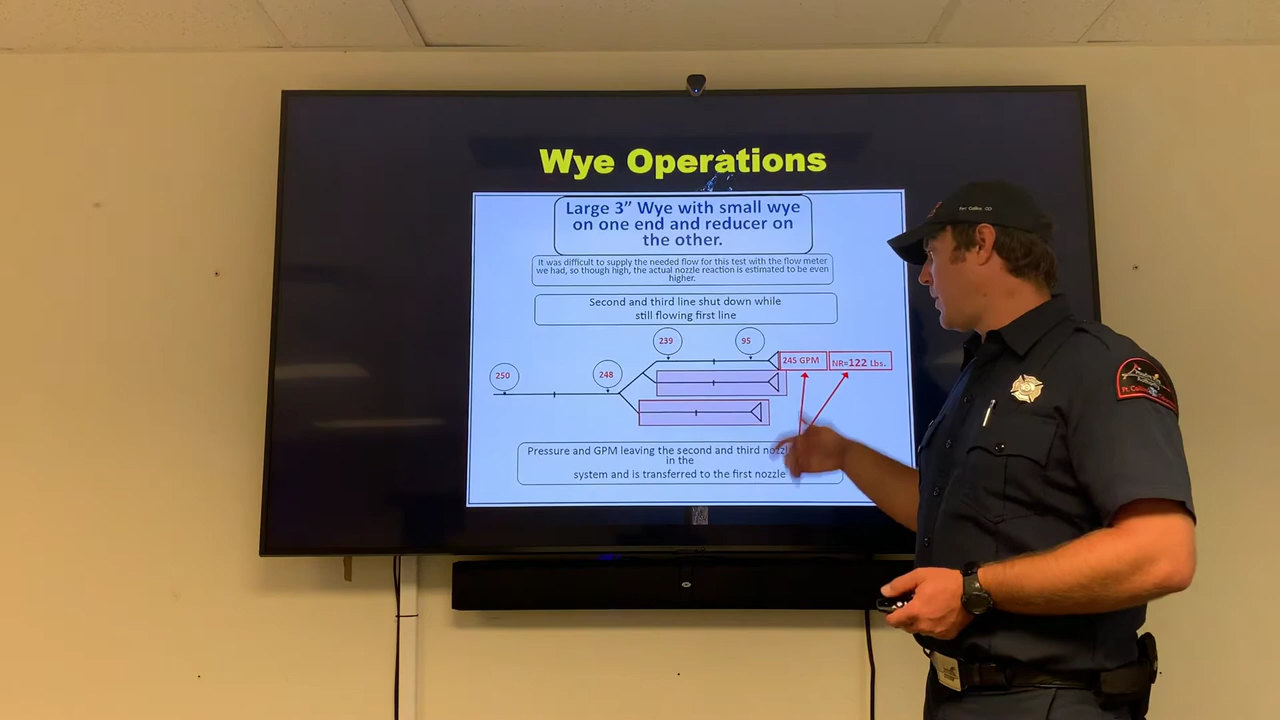 Wye Operations
Large 3” Wye with small wye
on one end and reducer on
the other.
It was difficult to supply the needed flow for this test with the flow meter
we had, so though high, the actual nozzle reaction is estimated to be even
higher.
Second and third line shut down while
still flowing first line
239
95
245 GPM
NR=122 Lbs.
250
248
Pressure and GPM leaving the second and third
in the
system and is transferred to the first nozzle